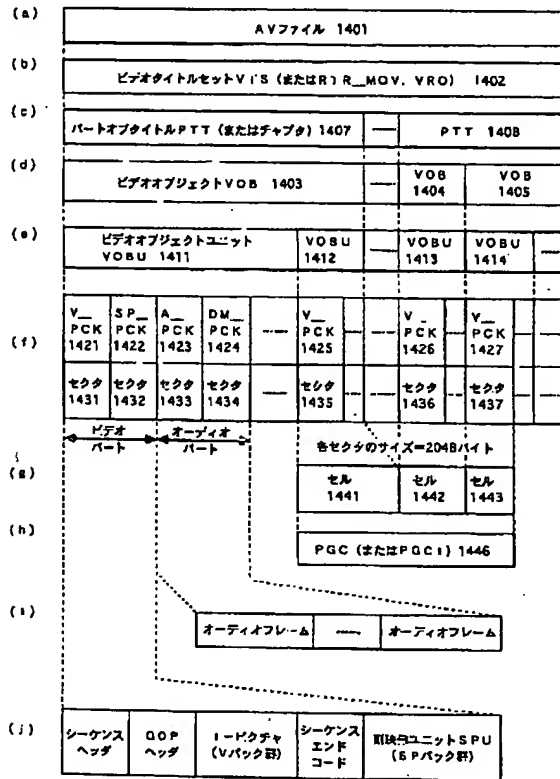 (a)
AVファイル 1401
(b)
ビデオタイトルセットVTS (またはRTR__MOV. VRO) 1402
(c)
パートオブタイトルPTT (またはチャプタ) 1407
PTT 1408
(d)
ビデオオブジェクトVOB 1403
VOB
1404
VOB
1405
(e)
ビデオオブジェクトユニット
VOBU 1411
VOBU
1412
VOBU
1413
VOBU
1414
(f)
V__
PCK
1421
SP__
PCK
1422
A__
PCK
1423
DM__
PCK
1424
V__
PCK
1425
V__
PCK
1426
V__
PCK
1427
セクタ
1431
セクタ
1432
セクタ
1433
セクタ
1434
セクタ
1435
セクタ
1436
セクタ
1437
ビデオ
パート
オーディオ
パート
各セクタのサイズ=2048バイト
(g)
セル
1441
セル
1442
セル
1443
(h)
PGC (またはPGCI) 1446
(i)
オーディオフレーム
オーディオフレーム
(j)
シーケンス
ヘッダ
GOP
ヘッダ
I-ピクチャ
(Vパック群)
シーケンス
エンド
コード
副映像ユニットSPU
(SPパック群)